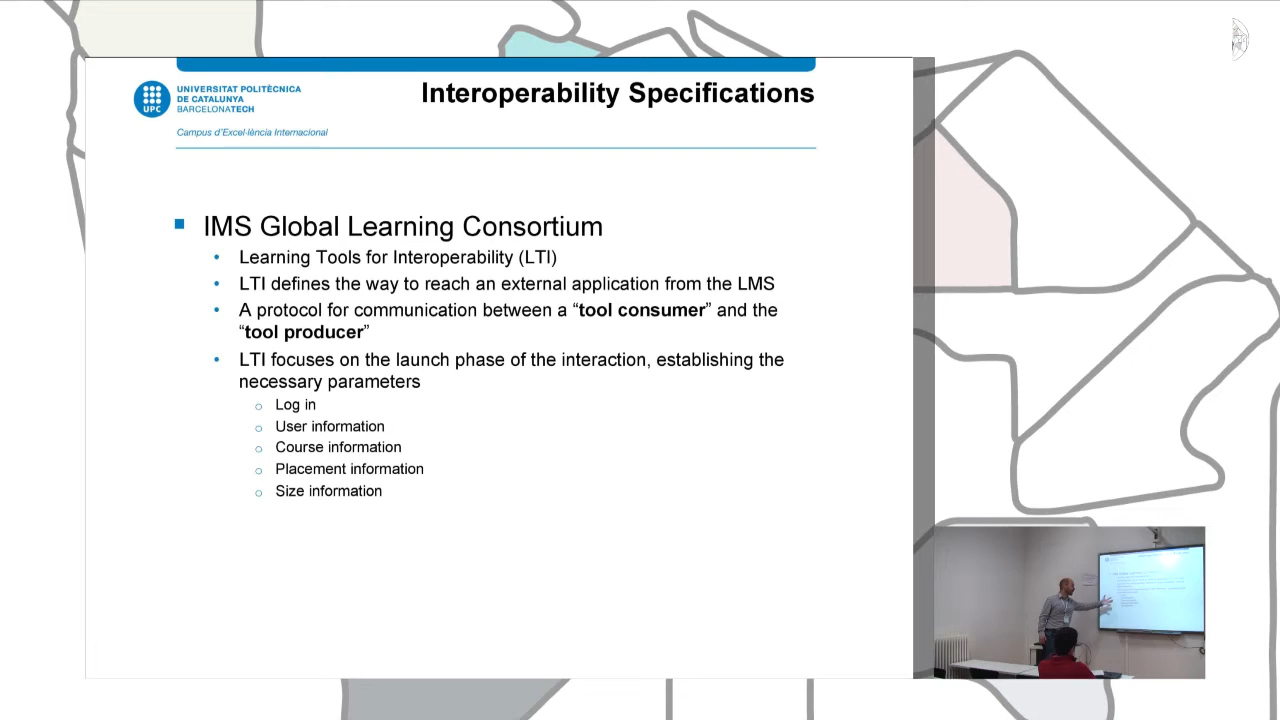 UNIVERSITAT POLITÈCNICA
DE CATALUNYA
BARCELONATECH
UPC
Campus d'Excel·lència Internacional
Interoperability Specifications
IMS Global Learning Consortium
Learning Tools for Interoperability (LTI)
LTI defines the way to reach an external application from the LMS
A protocol for communication between a “tool consumer” and the
“tool producer”
LTI focuses on the launch phase of the interaction, establishing the
necessary parameters
Log in
User information
Course information
Placement information
Size information